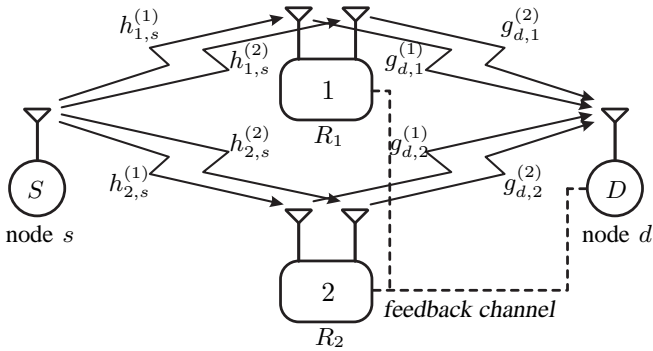 h_{1,s}^{(1)}
g_{d,1}^{(2)}
h_{1,s}^{(2)}
g_{d,1}^{(1)}
1
R_1
h_{2,s}^{(2)}
g_{d,2}^{(1)}
h_{2,s}^{(1)}
g_{d,2}^{(2)}
S
D
node s
node d
2
feedback channel
R_2